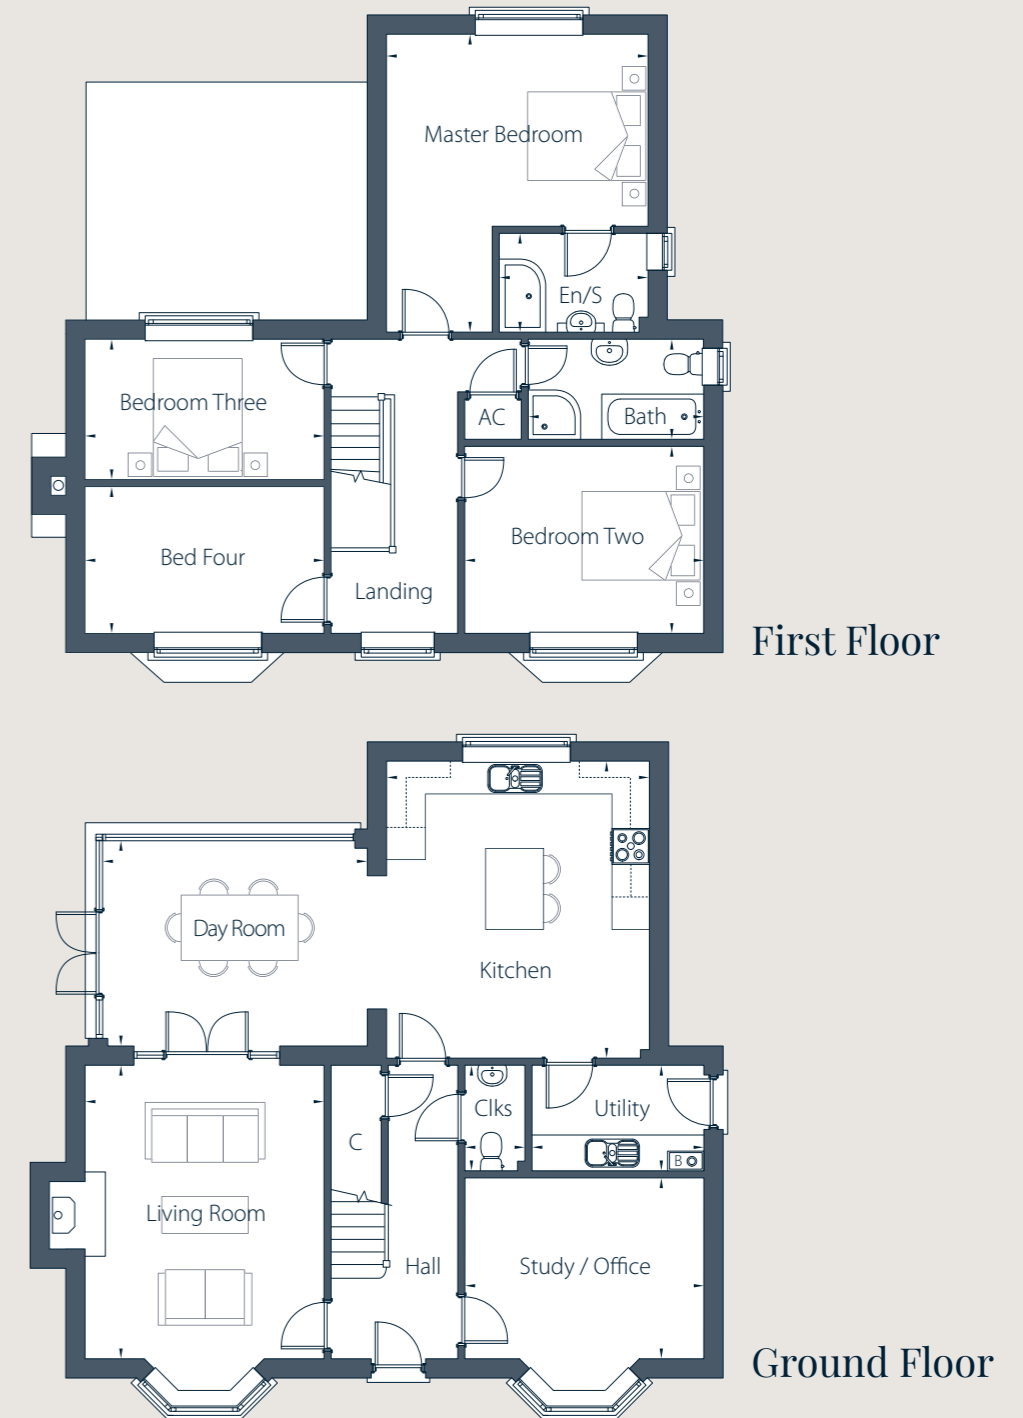 Master Bedroom
En/S
Bedroom Three
AC
Bath
Bedroom Two
Bed Four
Landing
First Floor
Day Room
Kitchen
Clks
Utility
C
B
Living Room
Hall
Study / Office
Ground Floor